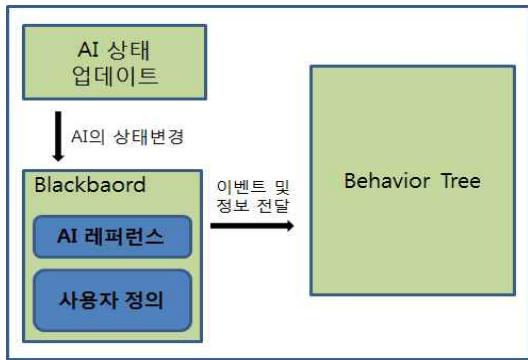 AI 상태
업데이트
AI의 상태변경
Blackbaord
AI 레퍼런스
사용자 정의
이벤트 및
정보 전달
Behavior Tree